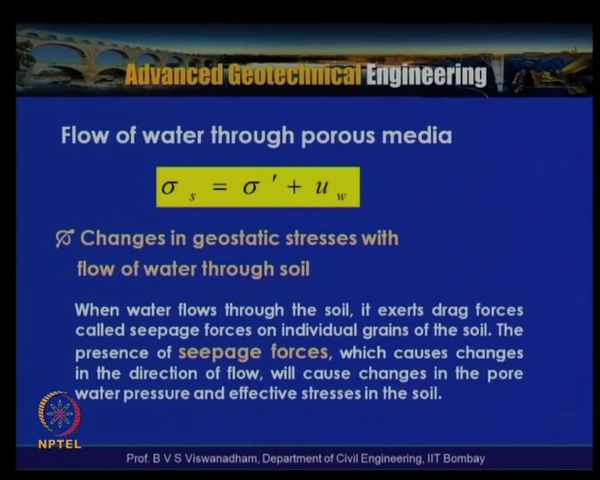 Advanced Geotechnical Engineering
Flow of water through porous media
σ s = σ ′ + u w
Changes in geostatic stresses with
flow of water through soil
When water flows through the soil, it exerts drag forces
called seepage forces on individual grains of the soil. The
presence of seepage forces, which causes changes
in the direction of flow, will cause changes in the pore
water pressure and effective stresses in the soil.
NPTEL
Prof. B V S Viswanadham, Department of Civil Engineering, IIT Bombay